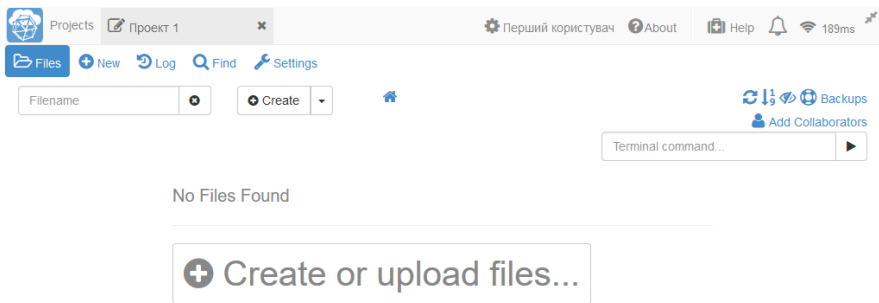 Projects Проект 1 Перший користувач About Help 189ms
Files New Log Find Settings
Filename Create Backups
Add Collaborators
Terminal command...
No Files Found
Create or upload files...